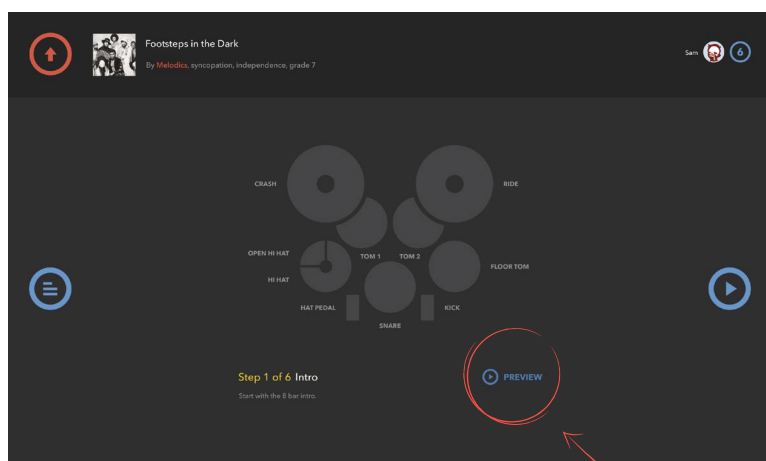 Footsteps in the Dark
By Melodics, syncopation, independence, grade 7
Sam
6
CRASH
RIDE
OPEN HI HAT
TOM 1
TOM 2
FLOOR TOM
HI HAT
HAT PEDAL
KICK
SNARE
Step 1 of 6 Intro
PREVIEW
Start with the 8 bar intro.